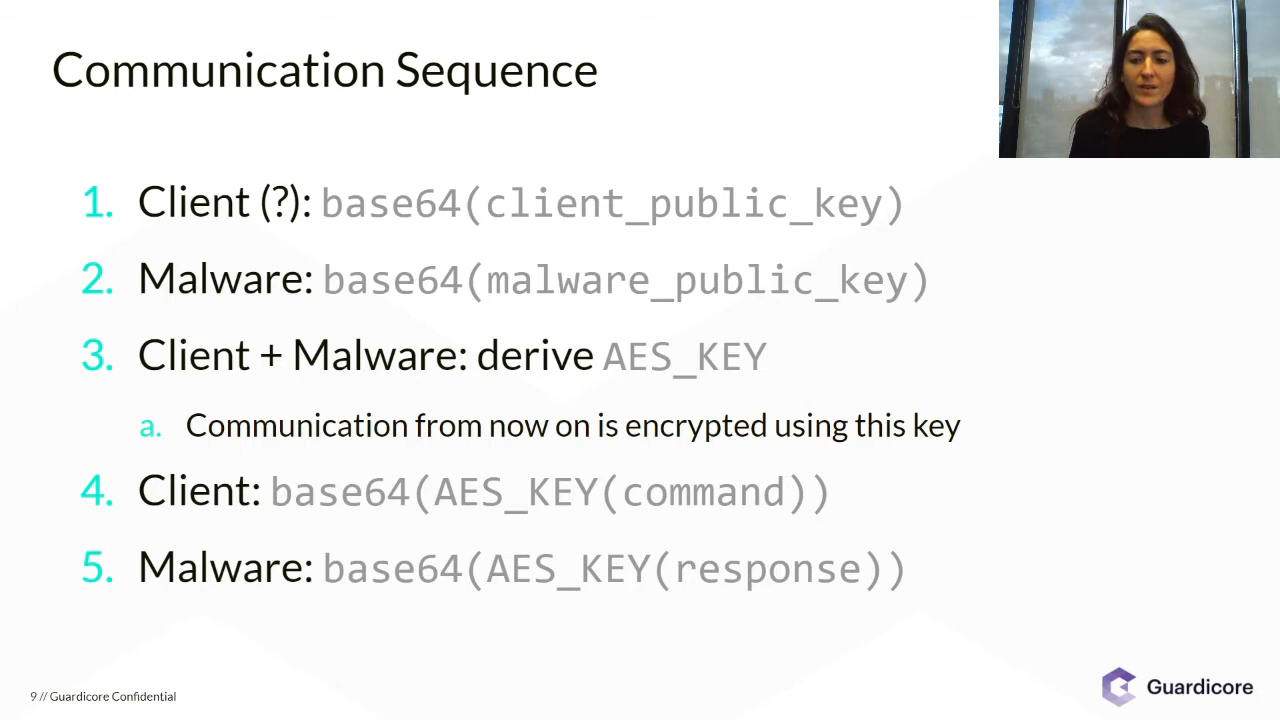 Communication Sequence
1. Client (?): base64(client_public_key)
2. Malware: base64(malware_public_key)
3. Client + Malware: derive AES_KEY
a. Communication from now on is encrypted using this key
4. Client: base64(AES_KEY(command))
5. Malware: base64(AES_KEY(response))
9 // Guardicore Confidential
Guardicore